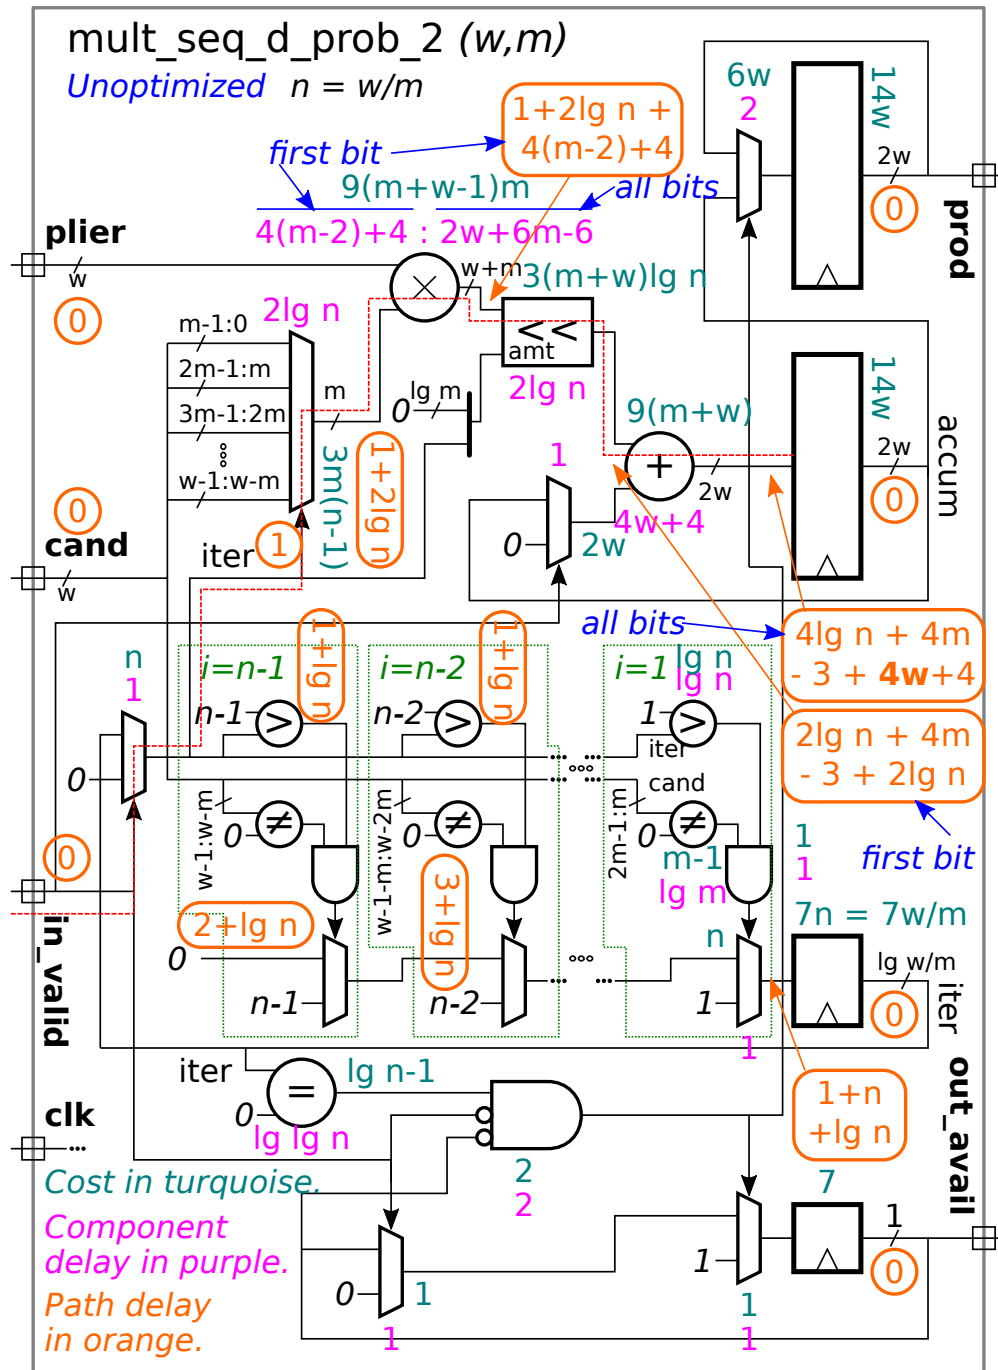 mult_seq_d_prob_2 (w,m)
Unoptimized n = w/m
6w
2
14w
2w
0
prod
1+2lg n +
4(m-2)+4
first bit
9(m+w-1)m
all bits
4(m-2)+4 : 2w+6m-6
plier
w
0
w+m
3(m+w)lg n
×
<<
amt
2lg n
2lg n
m-1:0
2m-1:m
3m-1:2m
w-1:w-m
m
3m(n-1)
1+2lg n
0
lg m
9(m+w)
+
2w
4w+4
14w
2w
0
accum
1
0
2w
0
cand
w
iter
1
all bits
4lg n + 4m
- 3 + 4w+4
2lg n + 4m
- 3 + 2lg n
first bit
n
1
0
i=n-1
1+lg n
n-1
>
w-1:w-m
0
≠
2+lg n
0
n-1
i=n-2
1+lg n
n-2
>
w-1-m:w-2m
0
≠
3+lg n
n-2
i=1
lg n
lg n
1
>
iter
cand
2m-1:m
0
≠
m-1
lg m
1
1
n
1
1
0
in_valid
7n = 7w/m
lg w/m
0
iter
1+n
+lg n
iter
=
0
lg n-1
lg lg n
2
2
clk
out_avail
7
1
0
1
1
1
0
1
1
Cost in turquoise.
Component
delay in purple.
Path delay
in orange.